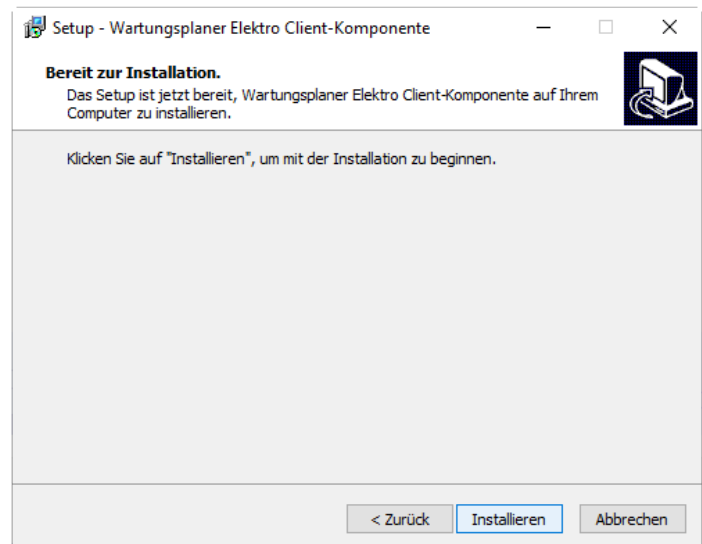 Setup - Wartungsplaner Elektro Client-Komponente
Bereit zur Installation.
Das Setup ist jetzt bereit, Wartungsplaner Elektro Client-Komponente auf Ihrem
Computer zu installieren.
Klicken Sie auf "Installieren", um mit der Installation zu beginnen.
< Zurück Installieren Abbrechen